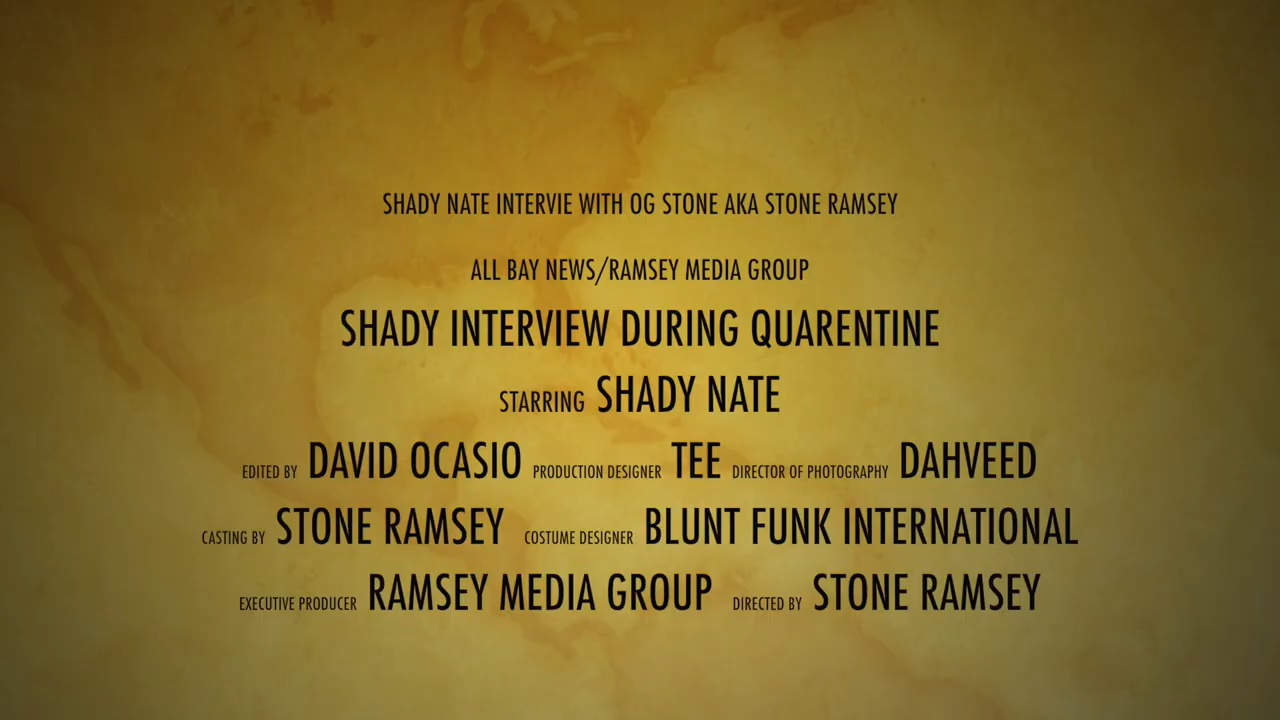 SHADY NATE INTERVIE WITH OG STONE AKA STONE RAMSEY
ALL BAY NEWS/RAMSEY MEDIA GROUP
SHADY INTERVIEW DURING QUARENTINE
STARRING SHADY NATE
EDITED BY DAVID OCASIO PRODUCTION DESIGNER TEE DIRECTOR OF PHOTOGRAPHY DAHVEED
CASTING BY STONE RAMSEY COSTUME DESIGNER BLUNT FUNK INTERNATIONAL
EXECUTIVE PRODUCER RAMSEY MEDIA GROUP DIRECTED BY STONE RAMSEY